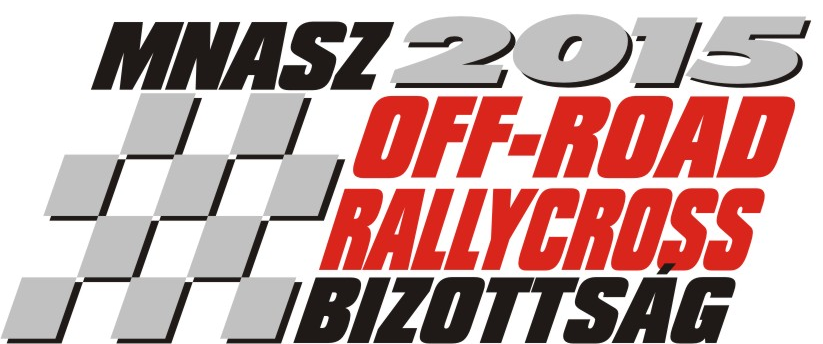 MNASZ 2015
OFF-ROAD
RALLYCROSS
BIZOTTSÁG